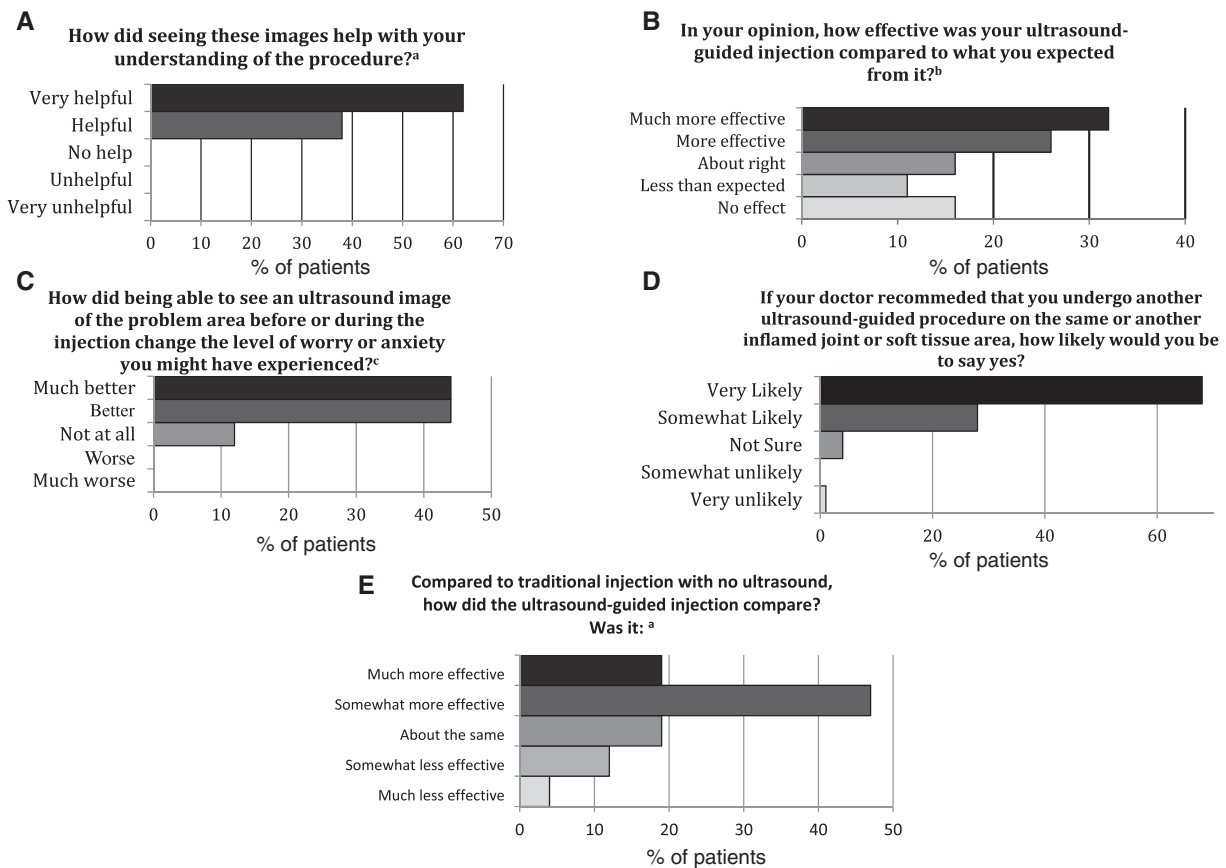 A
How did seeing these images help with your
understanding of the procedure?ᵃ
Very helpful
Helpful
No help
Unhelpful
Very unhelpful
0 10 20 30 40 50 60 70
% of patients
B
In your opinion, how effective was your ultrasound-
guided injection compared to what you expected
from it?ᵇ
Much more effective
More effective
About right
Less than expected
No effect
0 10 20 30 40
% of patients
C
How did being able to see an ultrasound image
of the problem area before or during the
injection change the level of worry or anxiety
you might have experienced?ᶜ
Much better
Better
Not at all
Worse
Much worse
0 10 20 30 40 50
% of patients
D
If your doctor recommeded that you undergo another
ultrasound-guided procedure on the same or another
inflamed joint or soft tissue area, how likely would you be
to say yes?
Very Likely
Somewhat Likely
Not Sure
Somewhat unlikely
Very unlikely
0 20 40 60
% of patients
E
Compared to traditional injection with no ultrasound,
how did the ultrasound-guided injection compare?
Was it: ᵃ
Much more effective
Somewhat more effective
About the same
Somewhat less effective
Much less effective
0 10 20 30 40 50
% of patients